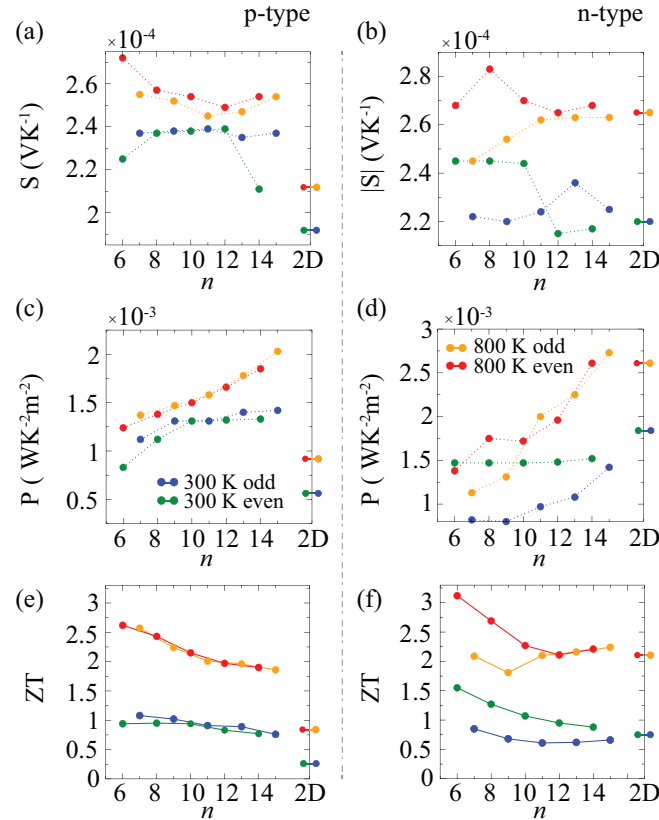 (a) p-type
×10⁻⁴
S (VK⁻¹)
2.6
2.4
2.2
2
6 8 10 12 14 2D
n
(b) n-type
×10⁻⁴
|S| (VK⁻¹)
2.8
2.6
2.4
2.2
6 8 10 12 14 2D
n
(c)
×10⁻³
P ( WK⁻²m⁻²)
2
1.5
1
0.5
300 K odd
300 K even
6 8 10 12 14 2D
n
(d)
×10⁻³
P ( WK⁻²m⁻²)
3
2.5
2
1.5
1
800 K odd
800 K even
6 8 10 12 14 2D
n
(e)
ZT
3
2.5
2
1.5
1
0.5
0
6 8 10 12 14 2D
n
(f)
ZT
3
2.5
2
1.5
1
0.5
0
6 8 10 12 14 2D
n